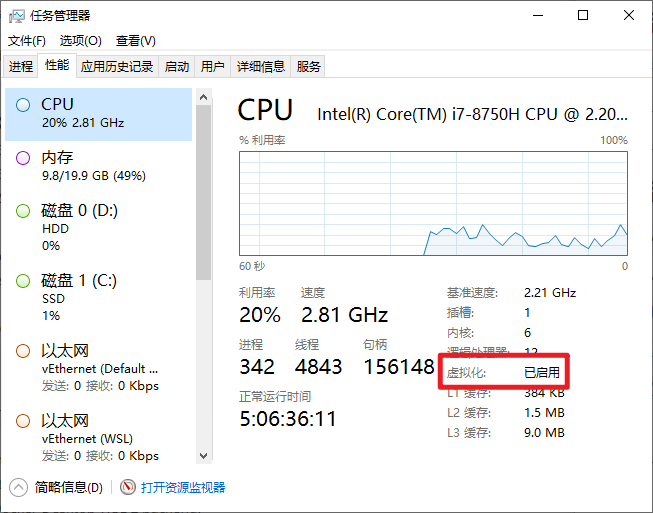 任务管理器
文件(F) 选项(O) 查看(V)
进程 性能 应用历史记录 启动 用户 详细信息 服务
CPU
20% 2.81 GHz
内存
9.8/19.9 GB (49%)
磁盘 0 (D:)
HDD
0%
磁盘 1 (C:)
SSD
1%
以太网
vEthernet (Default ...
发送: 0 接收: 0 Kbps
以太网
vEthernet (WSL)
发送: 0 接收: 0 Kbps
CPU Intel(R) Core(TM) i7-8750H CPU @ 2.20...
% 利用率 100%
60 秒 0
利用率 速度
20% 2.81 GHz
进程 线程 句柄
342 4843 156148
正常运行时间
5:06:36:11
基准速度: 2.21 GHz
插槽: 1
内核: 6
逻辑处理器: 12
虚拟化: 已启用
L1 缓存: 384 KB
L2 缓存: 1.5 MB
L3 缓存: 9.0 MB
简略信息(D) 打开资源监视器